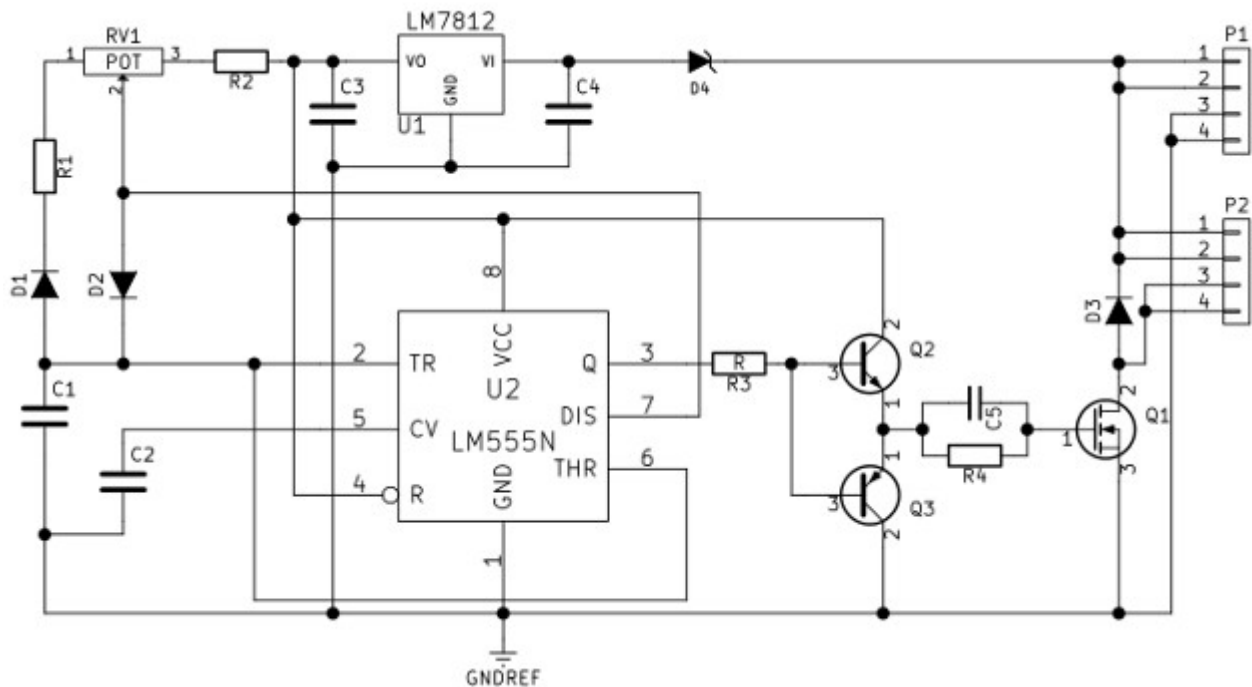 LM7812
P1
RV1
1 POT 3
2
R2
C3
VO VI
GND
U1
C4
D4
1
2
3
4
R1
P2
1
2
3
4
D1
D2
8
D3
C1
2 TR VCC Q 3
U2
R
R3
3 2
Q2
1
5 CV DIS 7
C2
LM555N
C5
R4
2
1 Q1
3
THR 6
4 R GND
1
3 Q3
2
1
GNDREF